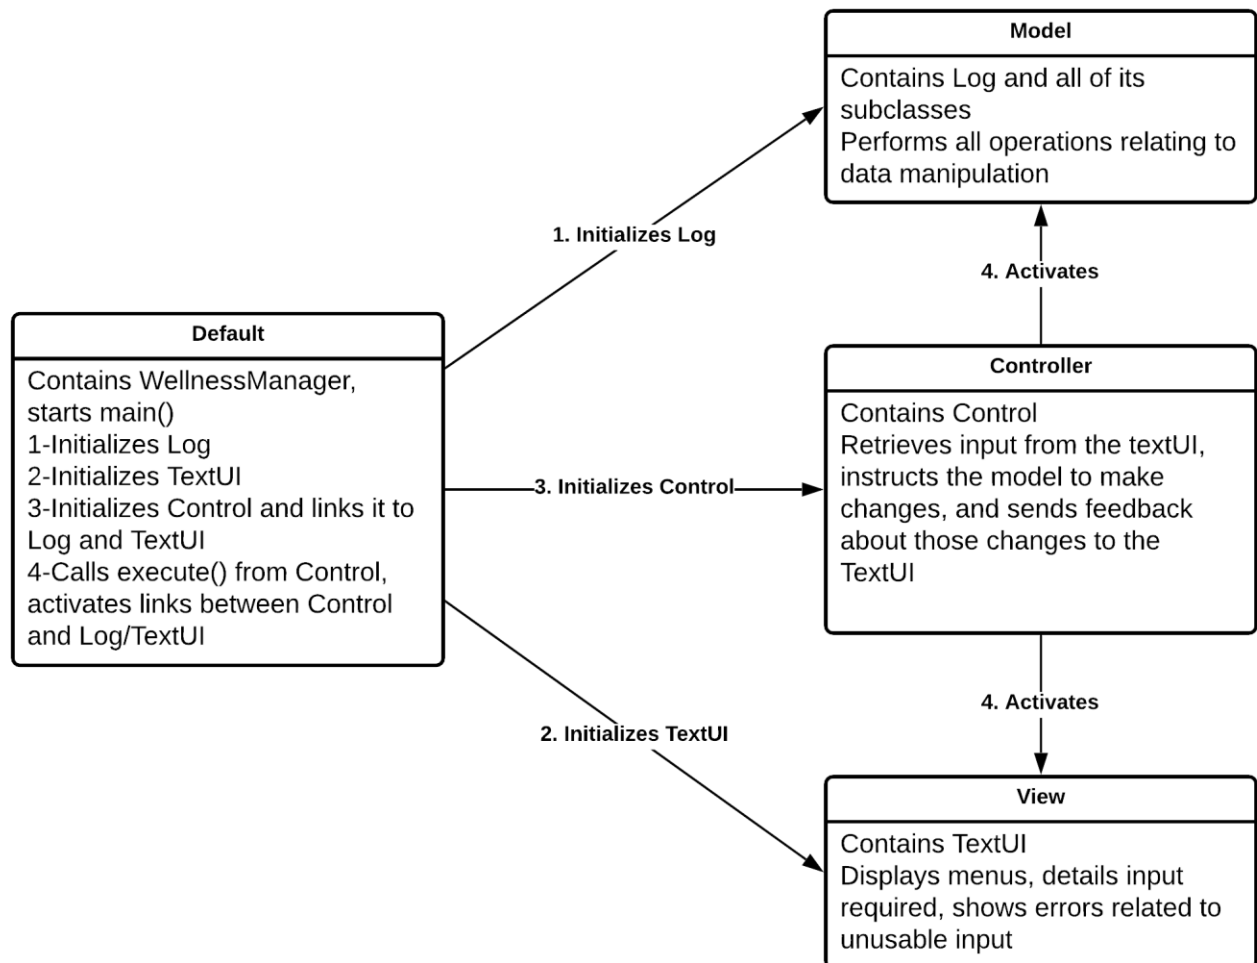 Model
Contains Log and all of its
subclasses
Performs all operations relating to
data manipulation
1. Initializes Log
4. Activates
Default
Contains WellnessManager,
starts main()
1-Initializes Log
2-Initializes TextUI
3-Initializes Control and links it to
Log and TextUI
4-Calls execute() from Control,
activates links between Control
and Log/TextUI
3. Initializes Control
Controller
Contains Control
Retrieves input from the textUI,
instructs the model to make
changes, and sends feedback
about those changes to the
TextUI
2. Initializes TextUI
4. Activates
View
Contains TextUI
Displays menus, details input
required, shows errors related to
unusable input